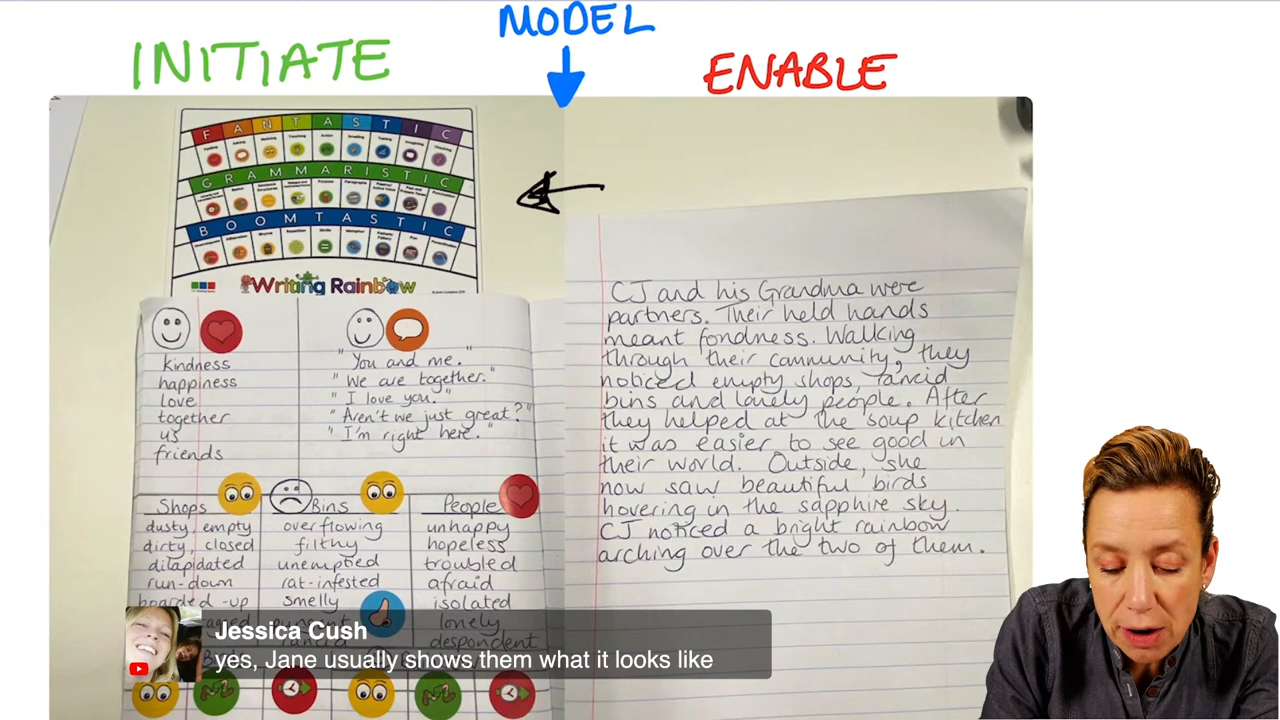 MODEL
INITIATE
ENABLE
F A N T A S T I C
G R A M M A R I S T I C
B O O M T A S T I C
Writing Rainbow
kindness
happiness
love
together
us
friends
"You and me."
"We are together."
"I love you."
"Aren't we just great?"
"I'm right here."
Shops
dusty, empty
dirty, closed
dilapidated
run-down
boarded-up
Bins
overflowing
filthy
unemptied
rat-infested
smelly
People
unhappy
hopeless
troubled
afraid
isolated
lonely
despondent
CJ and his Grandma were
partners. Their held hands
meant fondness. Walking
through their community, they
noticed empty shops, rancid
bins and lonely people. After
they helped at the soup kitchen
it was easier to see good in
their world. Outside, she
now saw beautiful birds
hovering in the sapphire sky.
CJ noticed a bright rainbow
arching over the two of them.
Jessica Cush
yes, Jane usually shows them what it looks like